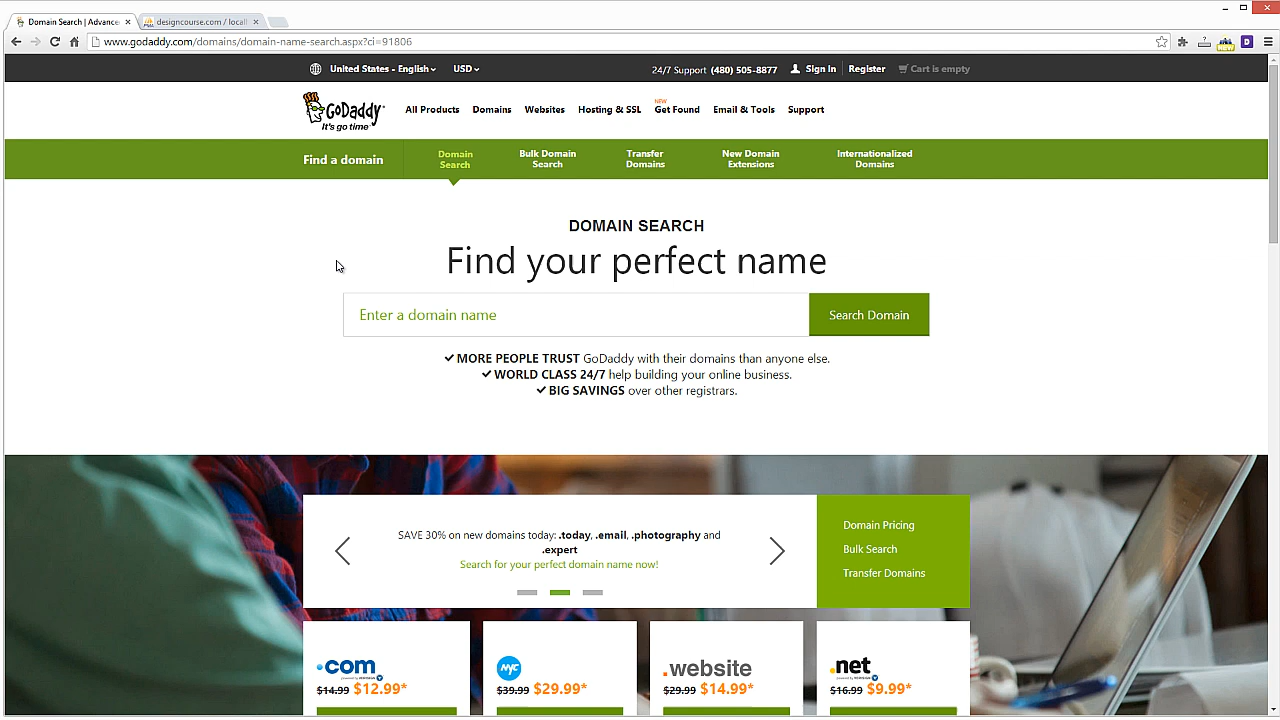 Domain Search | Advance
designcourse.com / locall
www.godaddy.com/domains/domain-name-search.aspx?ci=91806
United States - English
USD
24/7 Support (480) 505-8877
Sign In
Register
Cart is empty
GoDaddy
It's go time
All Products
Domains
Websites
Hosting & SSL
NEW
Get Found
Email & Tools
Support
Find a domain
Domain
Search
Bulk Domain
Search
Transfer
Domains
New Domain
Extensions
Internationalized
Domains
DOMAIN SEARCH
Find your perfect name
Enter a domain name
Search Domain
MORE PEOPLE TRUST GoDaddy with their domains than anyone else.
WORLD CLASS 24/7 help building your online business.
BIG SAVINGS over other registrars.
SAVE 30% on new domains today: .today, .email, .photography and
.expert
Search for your perfect domain name now!
Domain Pricing
Bulk Search
Transfer Domains
.com
$14.99 $12.99*
NYC
$39.99 $29.99*
.website
$29.99 $14.99*
.net
$16.99 $9.99*